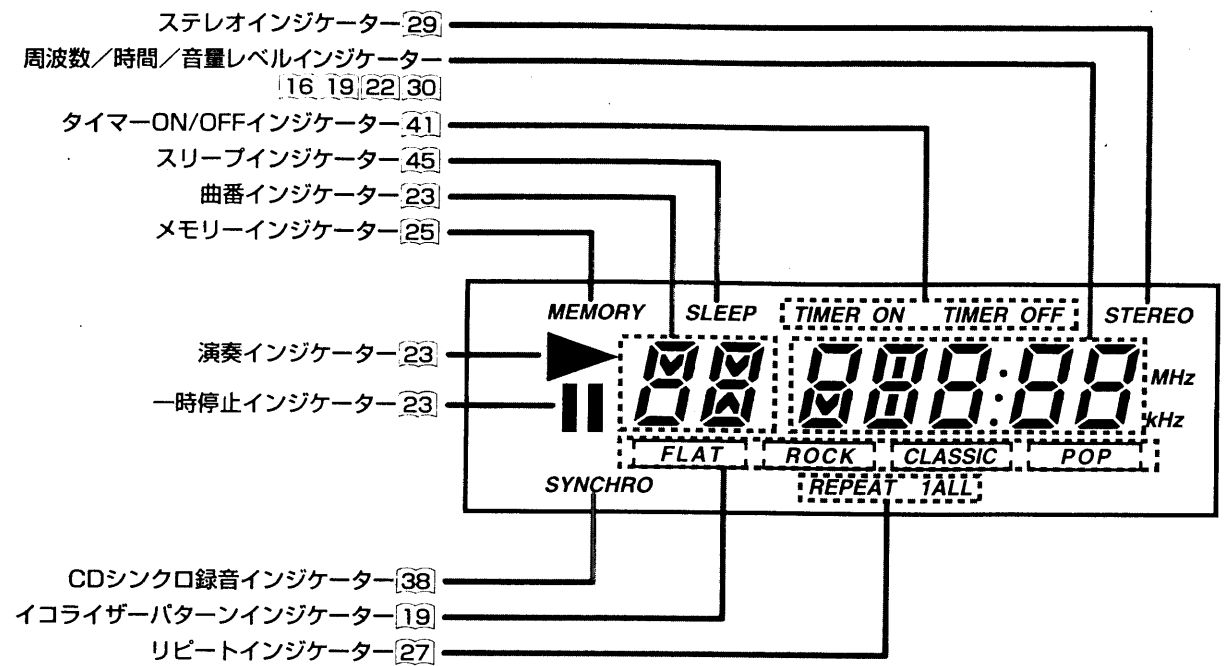 ステレオインジケーター 29
周波数／時間／音量レベルインジケーター
16 19 22 30
タイマーON/OFFインジケーター 41
スリープインジケーター 45
曲番インジケーター 23
メモリーインジケーター 25
MEMORY SLEEP TIMER ON TIMER OFF STEREO
演奏インジケーター 23
MHz
一時停止インジケーター 23
kHz
FLAT ROCK CLASSIC POP
SYNCHRO REPEAT 1ALL
CDシンクロ録音インジケーター 38
イコライザーパターンインジケーター 19
リピートインジケーター 27